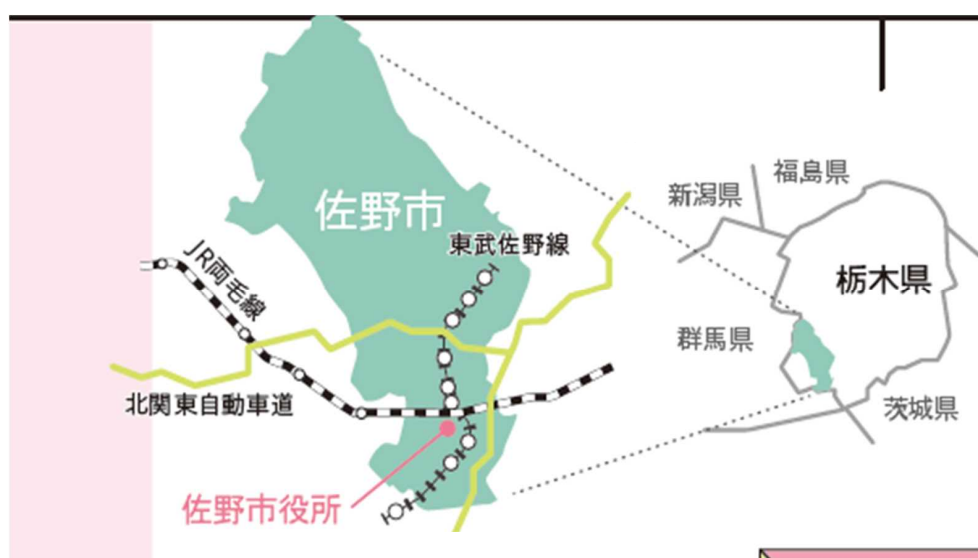 佐野市
東武佐野線
JR両毛線
北関東自動車道
佐野市役所
福島県
新潟県
栃木県
群馬県
茨城県